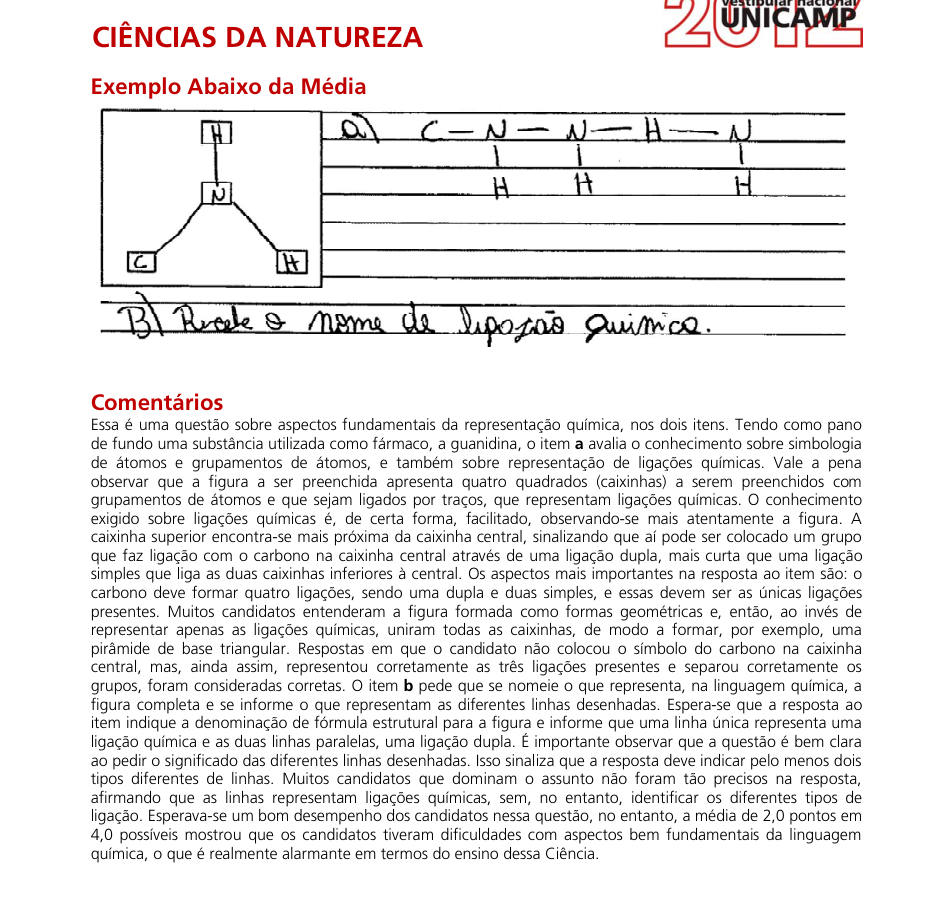 vestibular nacional
2012
UNICAMP
CIÊNCIAS DA NATUREZA
Exemplo Abaixo da Média
H
N
C
H
a) C — N — N — H — N
H H H
B) Recebe o nome de ligação química.
Comentários
Essa é uma questão sobre aspectos fundamentais da representação química, nos dois itens. Tendo como pano
de fundo uma substância utilizada como fármaco, a guanidina, o item a avalia o conhecimento sobre simbologia
de átomos e grupamentos de átomos, e também sobre representação de ligações químicas. Vale a pena
observar que a figura a ser preenchida apresenta quatro quadrados (caixinhas) a serem preenchidos com
grupamentos de átomos e que sejam ligados por traços, que representam ligações químicas. O conhecimento
exigido sobre ligações químicas é, de certa forma, facilitado, observando-se mais atentamente a figura. A
caixinha superior encontra-se mais próxima da caixinha central, sinalizando que aí pode ser colocado um grupo
que faz ligação com o carbono na caixinha central através de uma ligação dupla, mais curta que uma ligação
simples que liga as duas caixinhas inferiores à central. Os aspectos mais importantes na resposta ao item são: o
carbono deve formar quatro ligações, sendo uma dupla e duas simples, e essas devem ser as únicas ligações
presentes. Muitos candidatos entenderam a figura formada como formas geométricas e, então, ao invés de
representar apenas as ligações químicas, uniram todas as caixinhas, de modo a formar, por exemplo, uma
pirâmide de base triangular. Respostas em que o candidato não colocou o símbolo do carbono na caixinha
central, mas, ainda assim, representou corretamente as três ligações presentes e separou corretamente os
grupos, foram consideradas corretas. O item b pede que se nomeie o que representa, na linguagem química, a
figura completa e se informe o que representam as diferentes linhas desenhadas. Espera-se que a resposta ao
item indique a denominação de fórmula estrutural para a figura e informe que uma linha única representa uma
ligação química e as duas linhas paralelas, uma ligação dupla. É importante observar que a questão é bem clara
ao pedir o significado das diferentes linhas desenhadas. Isso sinaliza que a resposta deve indicar pelo menos dois
tipos diferentes de linhas. Muitos candidatos que dominam o assunto não foram tão precisos na resposta,
afirmando que as linhas representam ligações químicas, sem, no entanto, identificar os diferentes tipos de
ligação. Esperava-se um bom desempenho dos candidatos nessa questão, no entanto, a média de 2,0 pontos em
4,0 possíveis mostrou que os candidatos tiveram dificuldades com aspectos bem fundamentais da linguagem
química, o que é realmente alarmante em termos do ensino dessa Ciência.